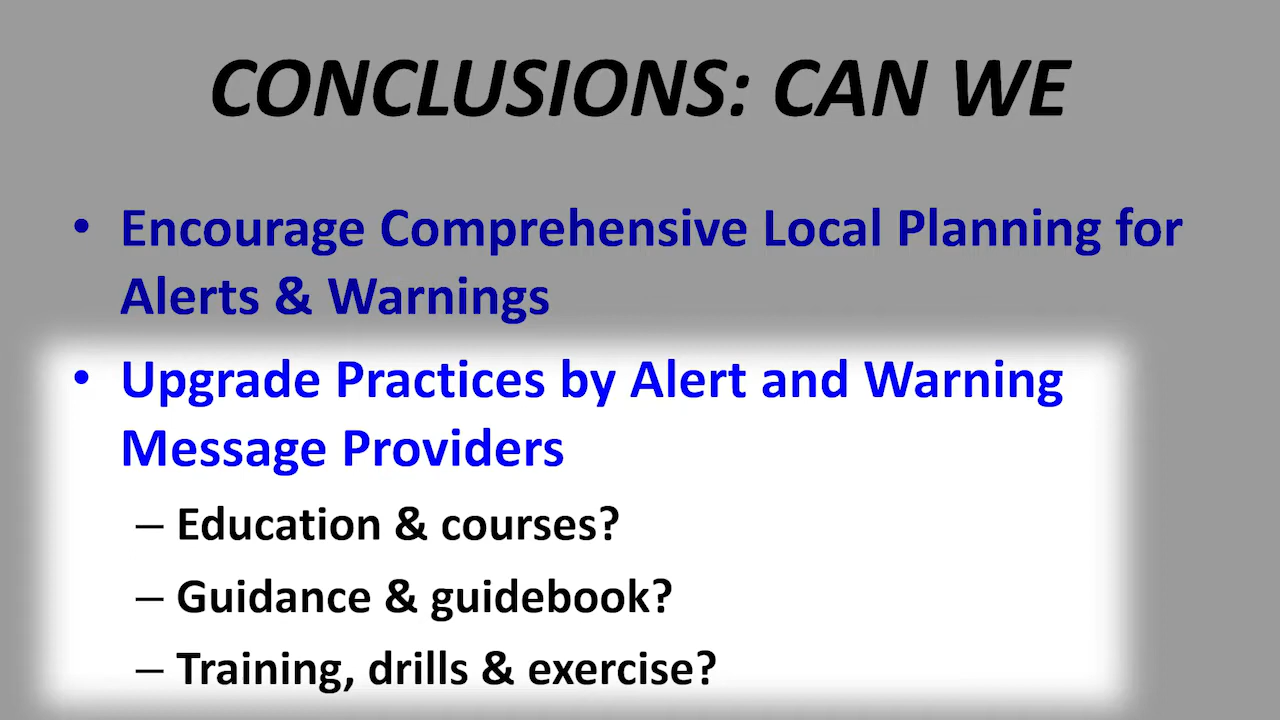 CONCLUSIONS: CAN WE
• Encourage Comprehensive Local Planning for
Alerts & Warnings
• Upgrade Practices by Alert and Warning
Message Providers
– Education & courses?
– Guidance & guidebook?
– Training, drills & exercise?